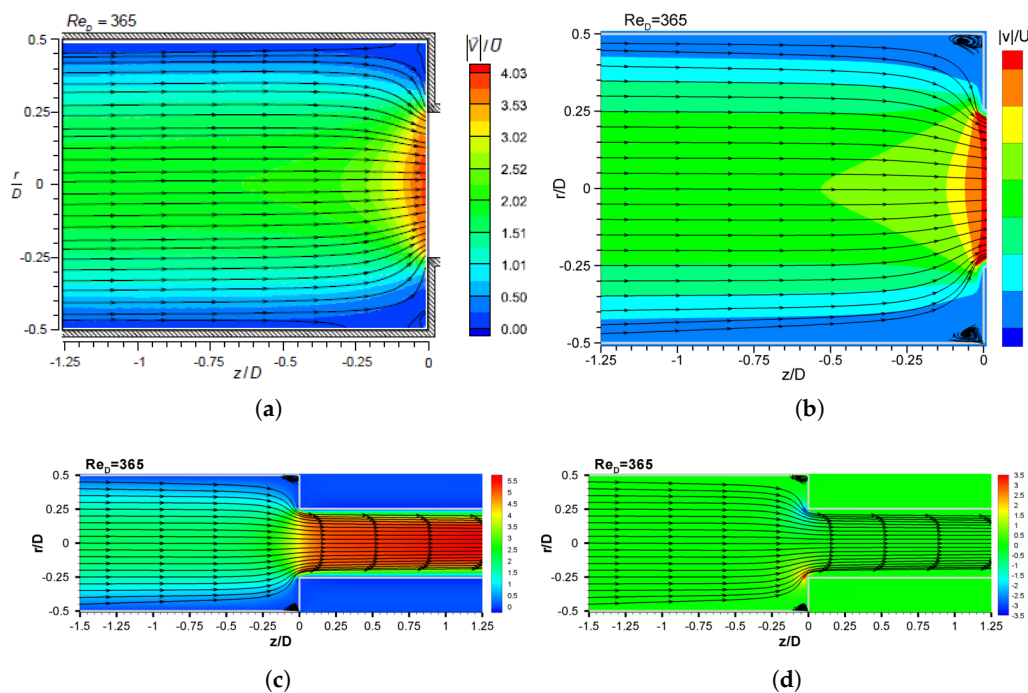 Re_D = 365
|V⃗|/Ū
0.5
0.25
0
-0.25
-0.5
r/D
-1.25 -1 -0.75 -0.5 -0.25 0
z/D
4.03
3.53
3.02
2.52
2.02
1.51
1.01
0.50
0.00
(a)
Re_D=365
|v|/U
0.5
0.25
0
-0.25
-0.5
r/D
-1.25 -1 -0.75 -0.5 -0.25 0
z/D
(b)
Re_D=365
0.5
0.25
0
-0.25
-0.5
r/D
-1.5 -1.25 -1 -0.75 -0.5 -0.25 0 0.25 0.5 0.75 1 1.25
z/D
5.5
5
4.5
4
3.5
3
2.5
2
1.5
1
0.5
0
(c)
Re_D=365
0.5
0.25
0
-0.25
-0.5
r/D
-1.5 -1.25 -1 -0.75 -0.5 -0.25 0 0.25 0.5 0.75 1 1.25
z/D
3.5
3
2.5
2
1.5
1
0.5
0
-0.5
-1
-1.5
-2
-2.5
-3
-3.5
(d)